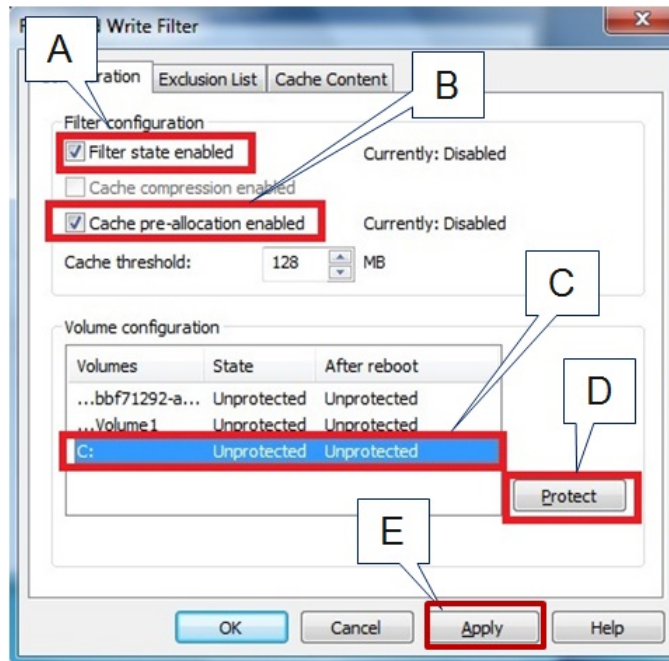 Write Filter
A
Exclusion List
Cache Content
B
Filter configuration
Filter state enabled
Currently: Disabled
Cache compression enabled
Cache pre-allocation enabled
Currently: Disabled
Cache threshold:
128
MB
C
Volume configuration
Volumes State After reboot
...bbf71292-a... Unprotected Unprotected
...Volume1 Unprotected Unprotected
C: Unprotected Unprotected
D
Protect
E
OK
Cancel
Apply
Help